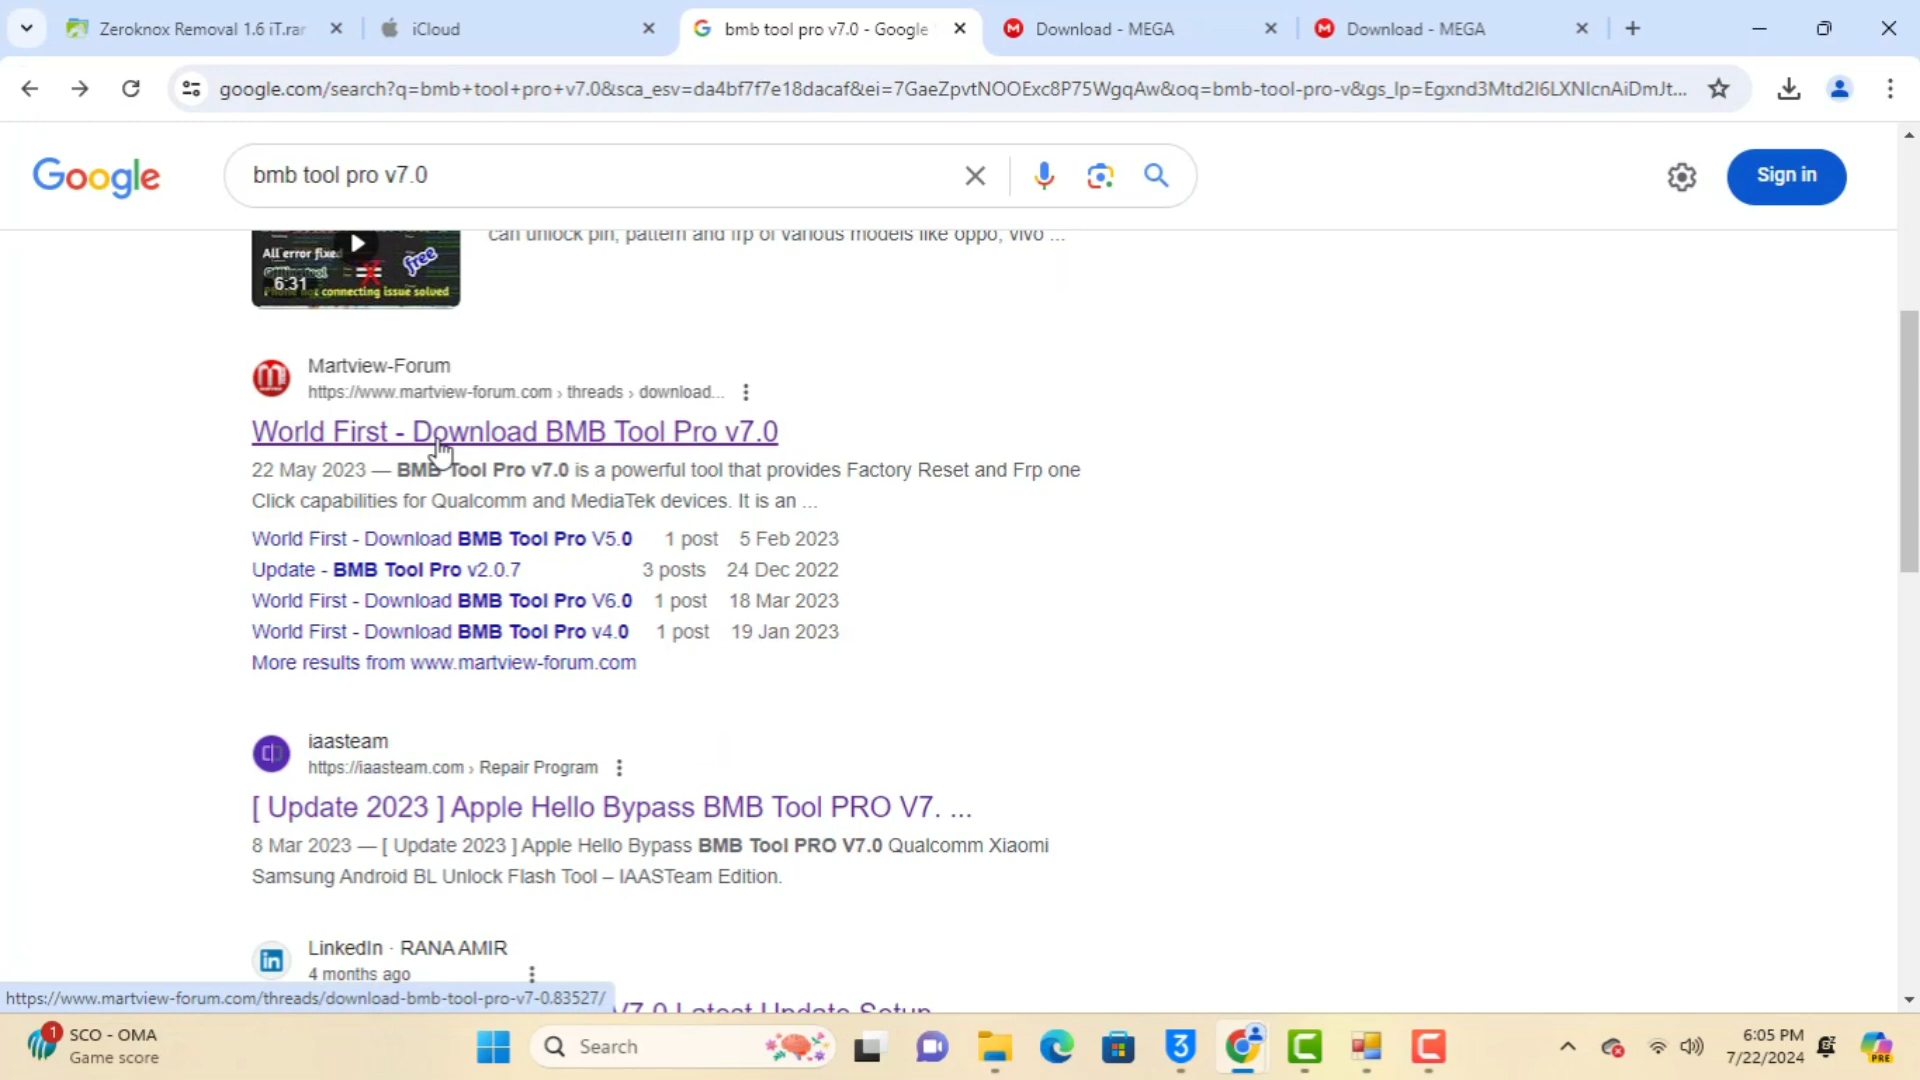 Zeroknox Removal 1.6 iT.rar
iCloud
bmb tool pro v7.0 - Google
Download - MEGA
Download - MEGA
google.com/search?q=bmb+tool+pro+v7.0&sca_esv=da4bf7f7e18dacaf&ei=7GaeZpvtNOOExc8P75WgqAw&oq=bmb-tool-pro-v&gs_lp=Egxnd3Mtd2l6LXNlcnAiDmJt...
Google
bmb tool pro v7.0
Sign in
can unlock pin, pattern and frp of various models like oppo, vivo ...
All error fixe
free
6:31
connecting issue solved
Martview-Forum
https://www.martview-forum.com › threads › download...
World First - Download BMB Tool Pro v7.0
22 May 2023 — BMB Tool Pro v7.0 is a powerful tool that provides Factory Reset and Frp one
Click capabilities for Qualcomm and MediaTek devices. It is an ...
World First - Download BMB Tool Pro V5.0 1 post 5 Feb 2023
Update - BMB Tool Pro v2.0.7 3 posts 24 Dec 2022
World First - Download BMB Tool Pro V6.0 1 post 18 Mar 2023
World First - Download BMB Tool Pro v4.0 1 post 19 Jan 2023
More results from www.martview-forum.com
iaasteam
https://iaasteam.com › Repair Program
[ Update 2023 ] Apple Hello Bypass BMB Tool PRO V7. ...
8 Mar 2023 — [ Update 2023 ] Apple Hello Bypass BMB Tool PRO V7.0 Qualcomm Xiaomi
Samsung Android BL Unlock Flash Tool – IAASTeam Edition.
LinkedIn · RANA AMIR
4 months ago
V7.0 Latest Update Setup
https://www.martview-forum.com/threads/download-bmb-tool-pro-v7-0.83527/
1
SCO - OMA
Game score
Search
3
6:05 PM
7/22/2024
PRE